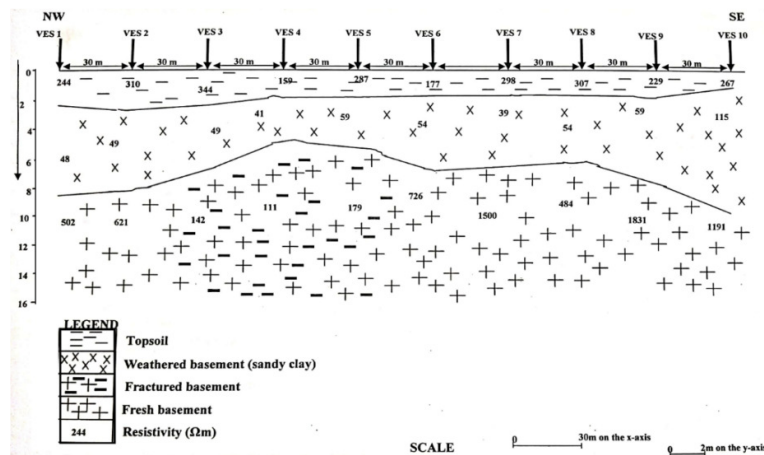 NW SE
VES 1 VES 2 VES 3 VES 4 VES 5 VES 6 VES 7 VES 8 VES 9 VES 10
30 m 30 m 30 m 30 m 30 m 30 m 30 m 30 m 30 m
0
244 310 344 159 287 177 298 307 229 267
2
41 59 54 39 54 59 115
4
49 49
48
6
8
726
502 621 142 111 179 1500 484 1831 1191
10
12
14
16
LEGEND
Topsoil
Weathered basement (sandy clay)
Fractured basement
Fresh basement
244 Resistivity (Ωm)
SCALE
0 30m on the x-axis
0 2m on the y-axis